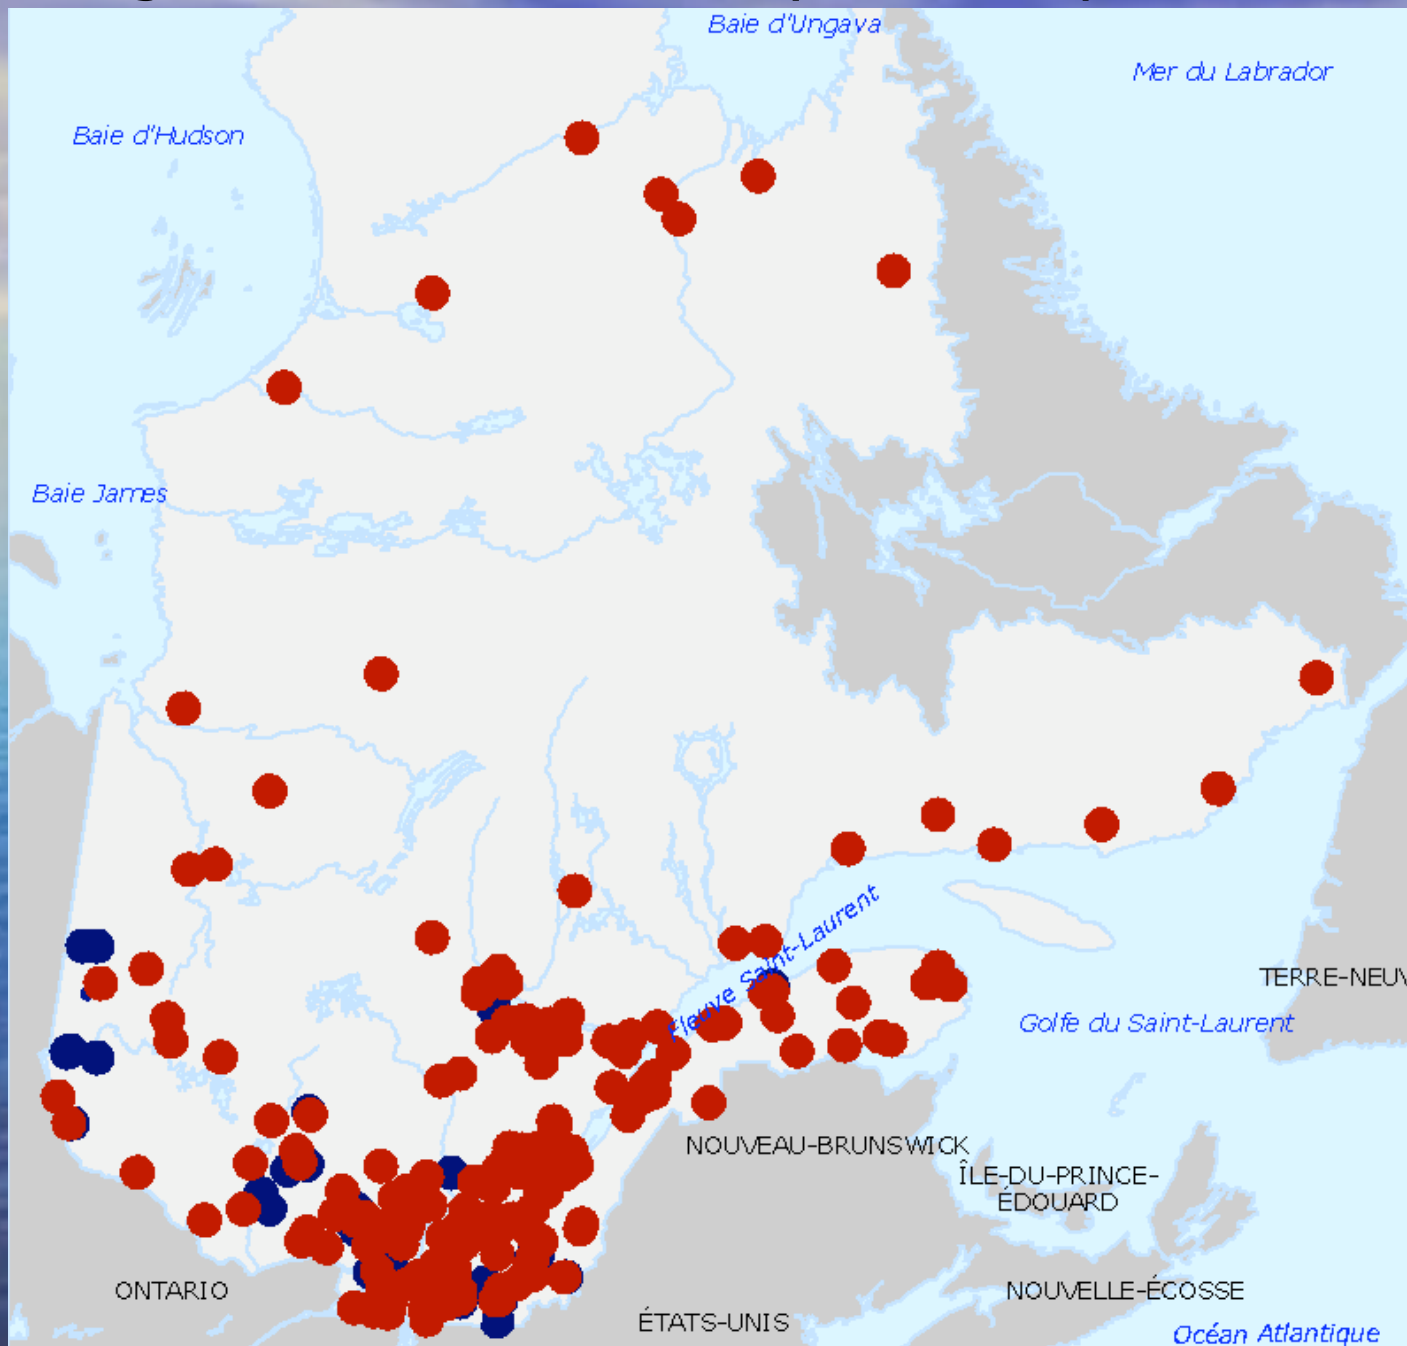 Baie d'Ungava
Mer du Labrador
Baie d'Hudson
Baie James
Fleuve Saint-Laurent
Golfe du Saint-Laurent
NOUVEAU-BRUNSWICK
ÎLE-DU-PRINCE-
ÉDOUARD
ONTARIO
NOUVELLE-ÉCOSSE
ÉTATS-UNIS
Océan Atlantique